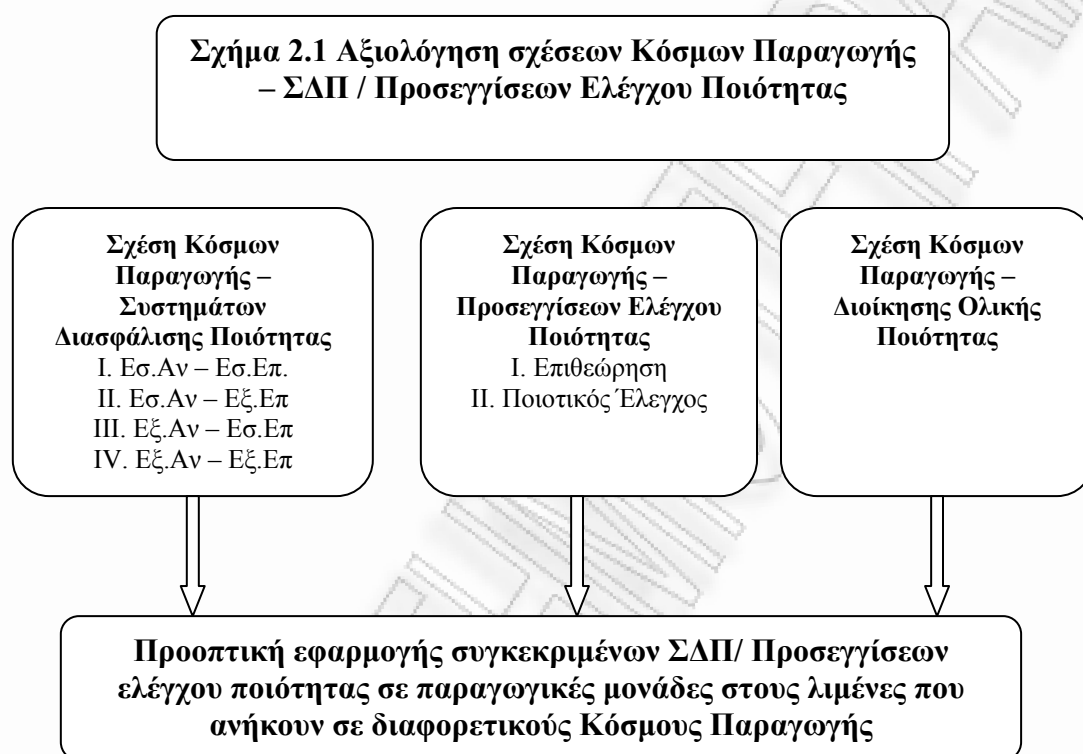 Σχήμα 2.1 Αξιολόγηση σχέσεων Κόσμων Παραγωγής
– ΣΔΠ / Προσεγγίσεων Ελέγχου Ποιότητας
Σχέση Κόσμων
Παραγωγής –
Συστημάτων
Διασφάλισης Ποιότητας
I. Εσ.Αν – Εσ.Επ.
II. Εσ.Αν – Εξ.Επ
III. Εξ.Αν – Εσ.Επ
IV. Εξ.Αν – Εξ.Επ
Σχέση Κόσμων
Παραγωγής –
Προσεγγίσεων Ελέγχου
Ποιότητας
I. Επιθεώρηση
II. Ποιοτικός Έλεγχος
Σχέση Κόσμων
Παραγωγής –
Διοίκησης Ολικής
Ποιότητας
Προοπτική εφαρμογής συγκεκριμένων ΣΔΠ/ Προσεγγίσεων
ελέγχου ποιότητας σε παραγωγικές μονάδες στους λιμένες που
ανήκουν σε διαφορετικούς Κόσμους Παραγωγής